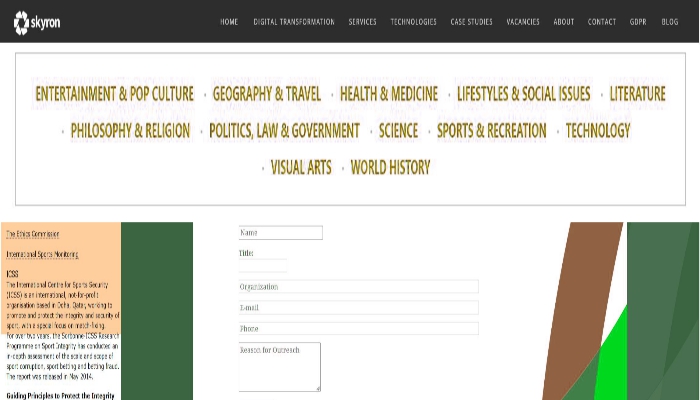 skyron
HOME DIGITAL TRANSFORMATION SERVICES TECHNOLOGIES CASE STUDIES VACANCIES ABOUT CONTACT GDPR BLOG
ENTERTAINMENT & POP CULTURE · GEOGRAPHY & TRAVEL · HEALTH & MEDICINE · LIFESTYLES & SOCIAL ISSUES · LITERATURE
· PHILOSOPHY & RELIGION · POLITICS, LAW & GOVERNMENT · SCIENCE · SPORTS & RECREATION · TECHNOLOGY
· VISUAL ARTS · WORLD HISTORY
The Ethics Commission
International Sports Monitoring
ICSS
The International Centre for Sports Security
(ICSS) is an international, not-for-profit
organisation based in Doha, Qatar, working to
promote and protect the integrity and security of
sport, with a special focus on match-fixing.
For over two years, the Sorbonne-ICSS Research
Programme on Sport Integrity has conducted an
in-depth assessment of the scale and scope of
sport corruption, sport betting and betting fraud.
The report was released in May 2014.
Guiding Principles to Protect the Integrity
Name
Title:
Organization
E-mail
Phone
Reason for Outreach